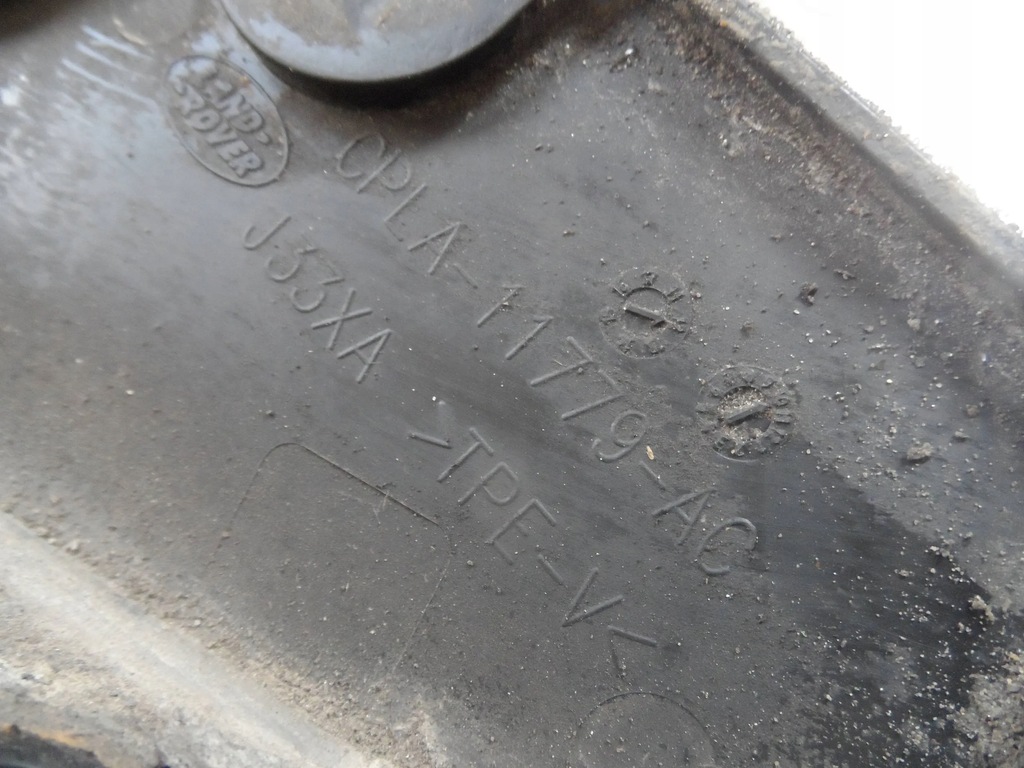 LAND-
ROVER
CPLA-11779-AC
J33XA
>TPE-V<